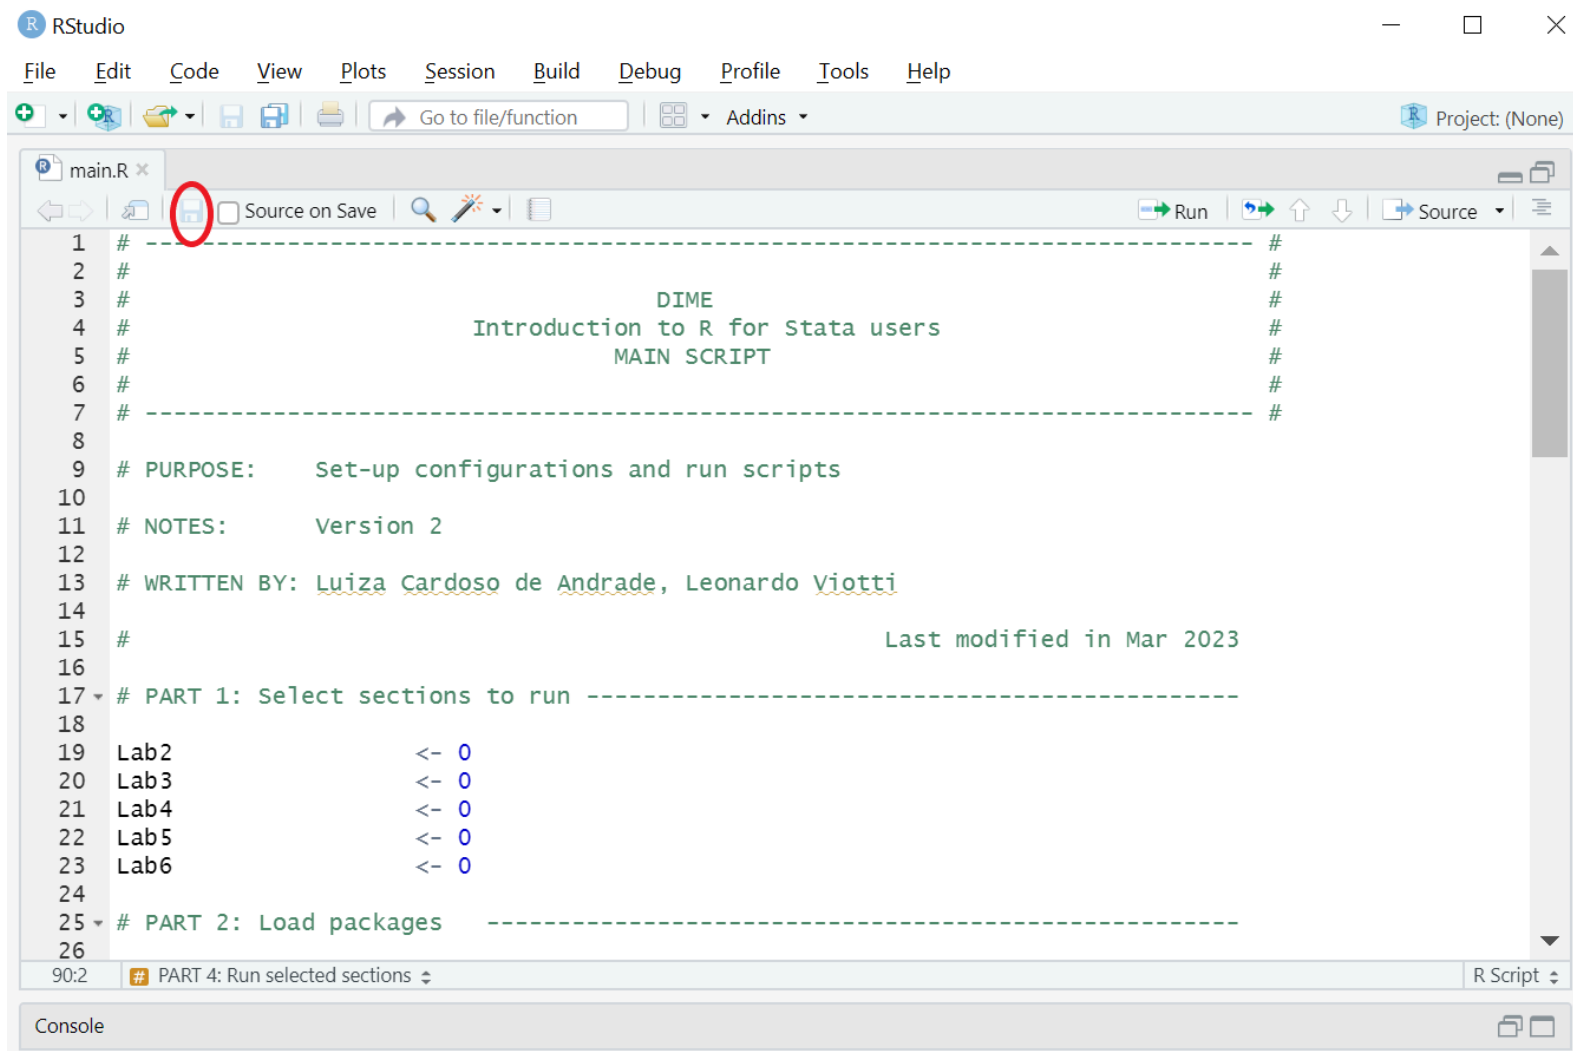 R RStudio
File Edit Code View Plots Session Build Debug Profile Tools Help
Go to file/function Addins R Project: (None)
R main.R
Source on Save Run Source
1 # ------------------------------------------------------------------------------ #
2 # #
3 # DIME #
4 # Introduction to R for Stata users #
5 # MAIN SCRIPT #
6 # #
7 # ------------------------------------------------------------------------------ #
8
9 # PURPOSE: Set-up configurations and run scripts
10
11 # NOTES: Version 2
12
13 # WRITTEN BY: Luiza Cardoso de Andrade, Leonardo Viotti
14
15 # Last modified in Mar 2023
16
17 # PART 1: Select sections to run ----------------------------------------------
18
19 Lab2 <- 0
20 Lab3 <- 0
21 Lab4 <- 0
22 Lab5 <- 0
23 Lab6 <- 0
24
25 # PART 2: Load packages -----------------------------------------------------
26
90:2 # PART 4: Run selected sections R Script
Console